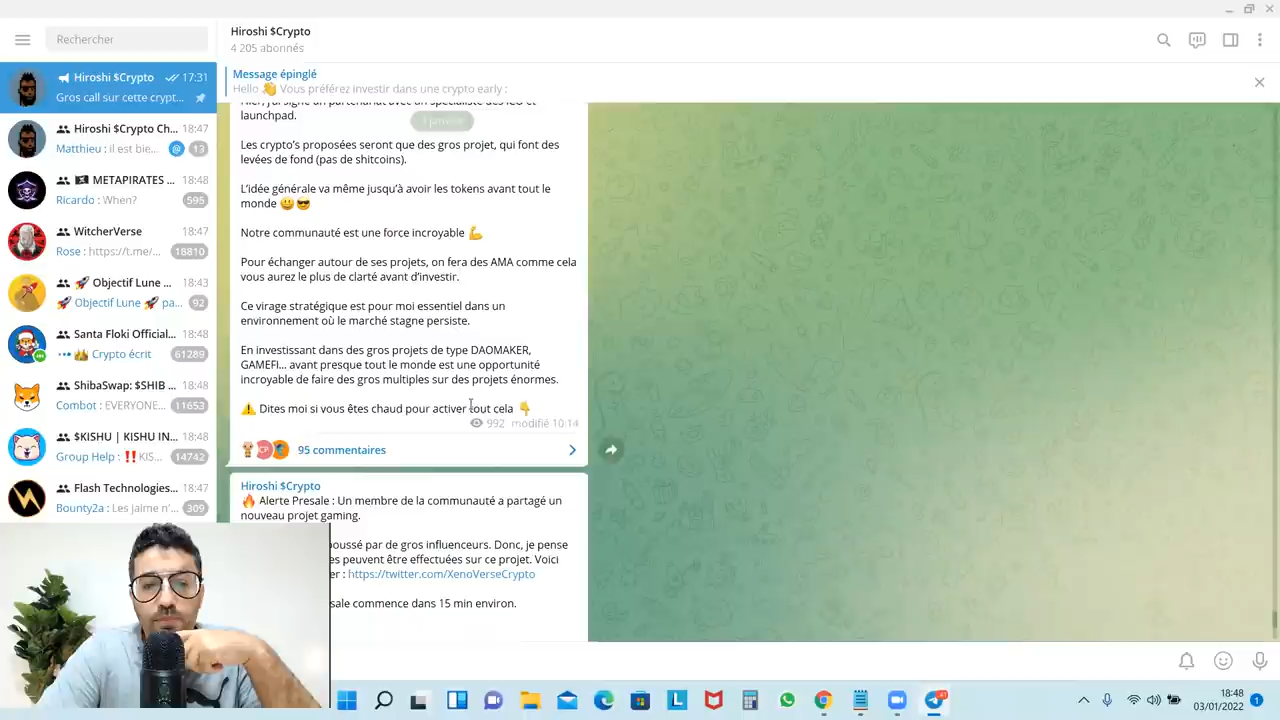 Rechercher
Hiroshi $Crypto
4 205 abonnés
Message épinglé
Hello 👋 Vous préférez investir dans une crypto early :
Hiroshi $Crypto 17:31
Gros call sur cette crypt...
Hiroshi $Crypto Ch... 18:48
Matthieu : il est bie... @ 13
METAPIRATES ... 18:48
Ricardo : When? 595
WitcherVerse 18:47
Rose : https://t.me/... 18810
🚀 Objectif Lune ... 18:43
🚀 Objectif Lune 🚀 pa... 92
Santa Floki Official... 18:48
Crypto écrit 61289
ShibaSwap: $SHIB ... 18:48
Combot : EVERYONE... 11653
$KISHU | KISHU IN... 18:48
Group Help : ‼️ KIS... 14742
Flash Technologies... 18:47
Bounty2a : Les jaime n'... 309
launchpad.
Les crypto's proposées seront que des gros projet, qui font des
levées de fond (pas de shitcoins).
L'idée générale va même jusqu'à avoir les tokens avant tout le
monde 😃😎
Notre communauté est une force incroyable 💪
Pour échanger autour de ses projets, on fera des AMA comme cela
vous aurez le plus de clarté avant d'investir.
Ce virage stratégique est pour moi essentiel dans un
environnement où le marché stagne persiste.
En investissant dans des gros projets de type DAOMAKER,
GAMEFI... avant presque tout le monde est une opportunité
incroyable de faire des gros multiples sur des projets énormes.
⚠️ Dites moi si vous êtes chaud pour activer tout cela 👇
992 modifié 10:14
95 commentaires
Hiroshi $Crypto
🔥 Alerte Presale : Un membre de la communauté a partagé un
nouveau projet gaming.
oussé par de gros influenceurs. Donc, je pense
es peuvent être effectuées sur ce projet. Voici
er : https://twitter.com/XenoVerseCrypto
sale commence dans 15 min environ.
18:48
03/01/2022